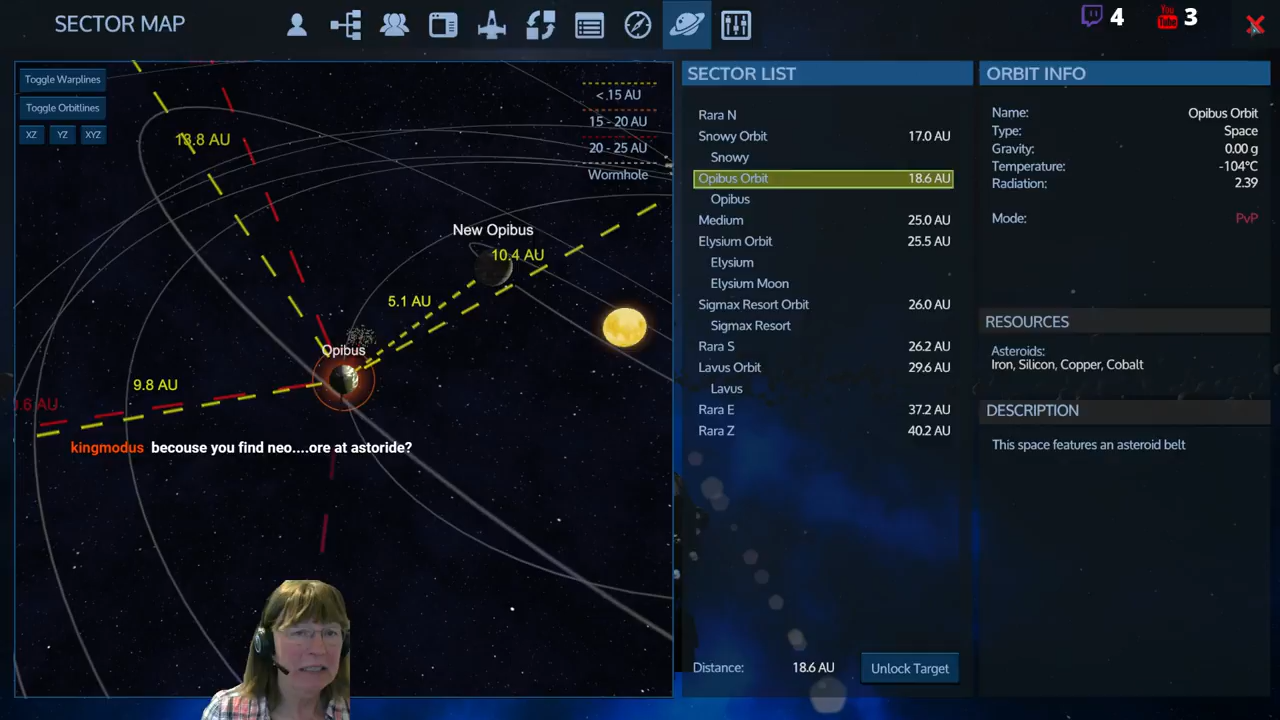 SECTOR MAP
4
You Tube 3
Toggle Warplines
Toggle Orbitlines
XZ YZ XYZ
< 15 AU
15 - 20 AU
20 - 25 AU
Wormhole
13.8 AU
New Opibus
10.4 AU
5.1 AU
Opibus
9.8 AU
.6 AU
kingmodus becouse you find neo....ore at astoride?
SECTOR LIST
Rara N
Snowy Orbit 17.0 AU
Snowy
Opibus Orbit 18.6 AU
Opibus
Medium 25.0 AU
Elysium Orbit 25.5 AU
Elysium
Elysium Moon
Sigmax Resort Orbit 26.0 AU
Sigmax Resort
Rara S 26.2 AU
Lavus Orbit 29.6 AU
Lavus
Rara E 37.2 AU
Rara Z 40.2 AU
Distance: 18.6 AU
Unlock Target
ORBIT INFO
Name: Opibus Orbit
Type: Space
Gravity: 0.00 g
Temperature: -104°C
Radiation: 2.39
Mode: PvP
RESOURCES
Asteroids:
Iron, Silicon, Copper, Cobalt
DESCRIPTION
This space features an asteroid belt